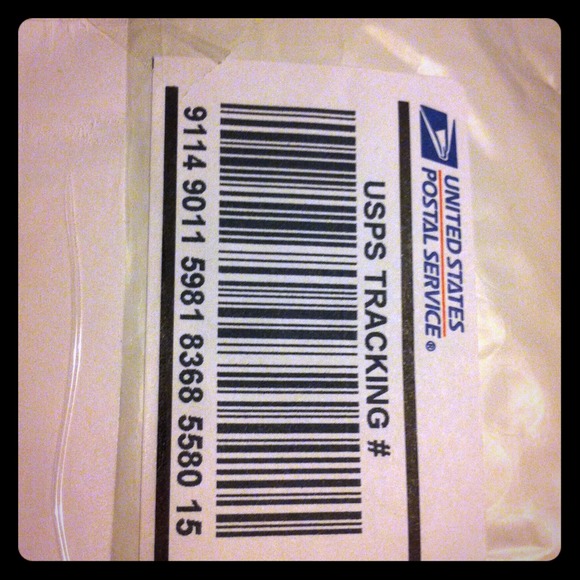 UNITED STATES
POSTAL SERVICE®
USPS TRACKING #
9114 9011 5981 8368 5580 15